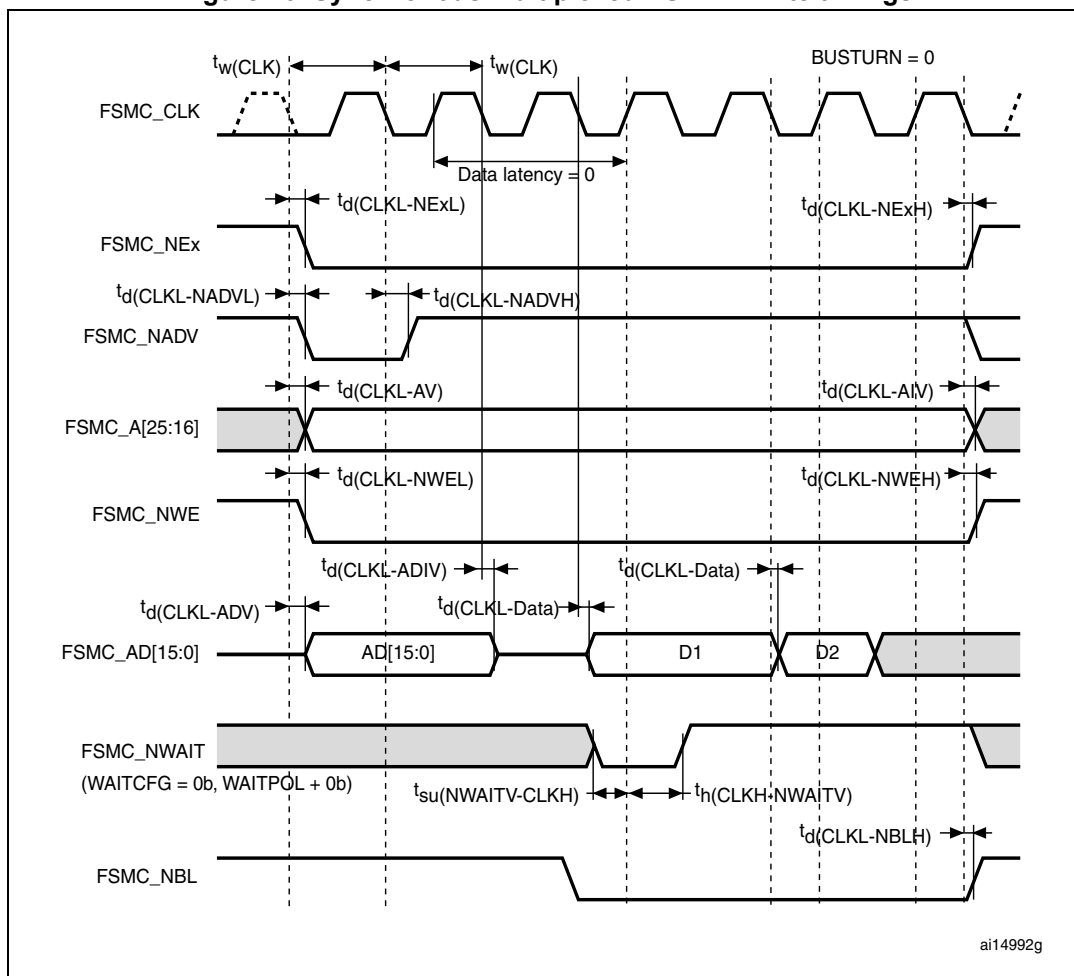 tw(CLK) tw(CLK) BUSTURN = 0
FSMC_CLK
Data latency = 0
td(CLKL-NExL) td(CLKL-NExH)
FSMC_NEx
td(CLKL-NADVL) td(CLKL-NADVH)
FSMC_NADV
td(CLKL-AV) td(CLKL-AIV)
FSMC_A[25:16]
td(CLKL-NWEL) td(CLKL-NWEH)
FSMC_NWE
td(CLKL-ADIV) td(CLKL-Data)
td(CLKL-ADV) td(CLKL-Data)
FSMC_AD[15:0] AD[15:0] D1 D2
FSMC_NWAIT
(WAITCFG = 0b, WAITPOL + 0b)
tsu(NWAITV-CLKH) th(CLKH-NWAITV)
td(CLKL-NBLH)
FSMC_NBL
ai14992g